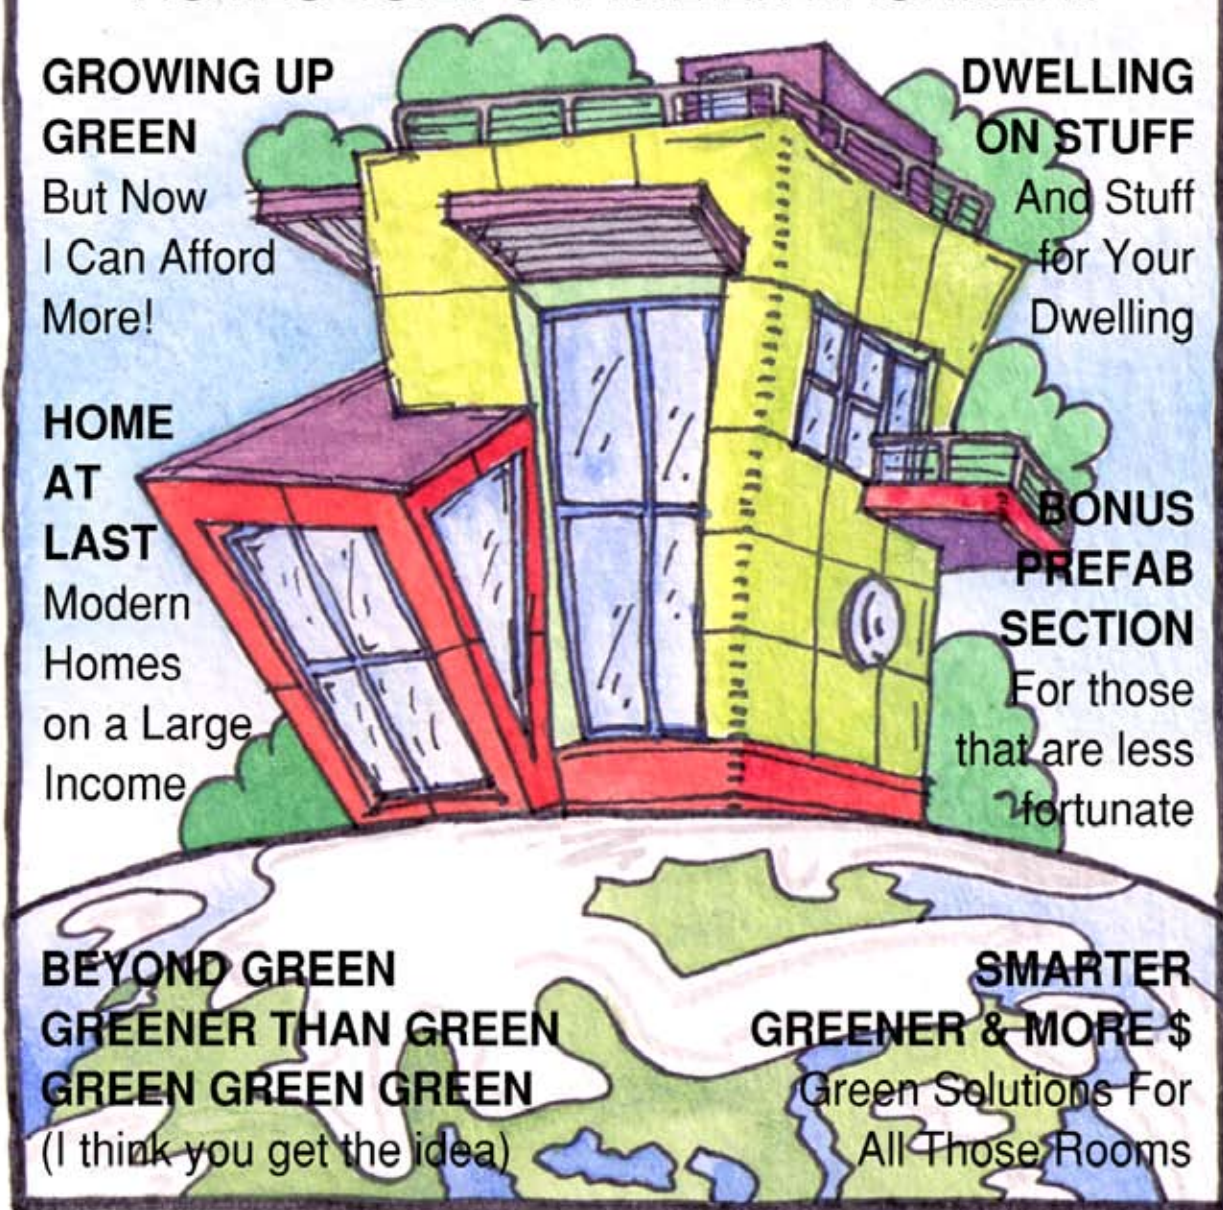 GROWING UP
GREEN
But Now
I Can Afford
More!
HOME
AT
LAST
Modern
Homes
on a Large
Income
DWELLING
ON STUFF
And Stuff
for Your
Dwelling
BONUS
PREFAB
SECTION
For those
that are less
fortunate
BEYOND GREEN
GREENER THAN GREEN
GREEN GREEN GREEN
(I think you get the idea)
SMARTER
GREENER & MORE $
Green Solutions For
All Those Rooms